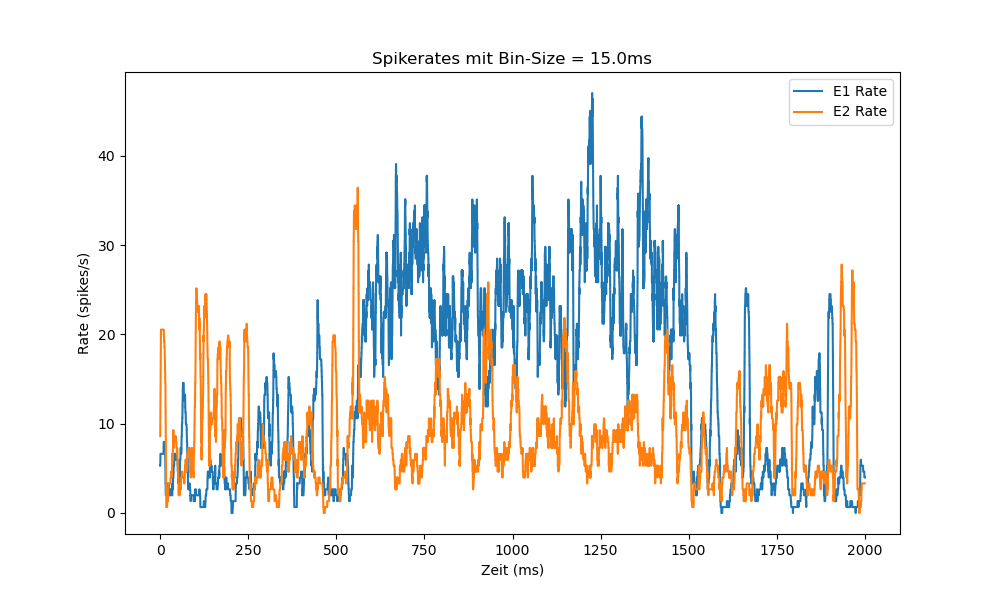 Spikerates mit Bin-Size = 15.0ms
E1 Rate
E2 Rate
Rate (spikes/s)
40
30
20
10
0
0 250 500 750 1000 1250 1500 1750 2000
Zeit (ms)